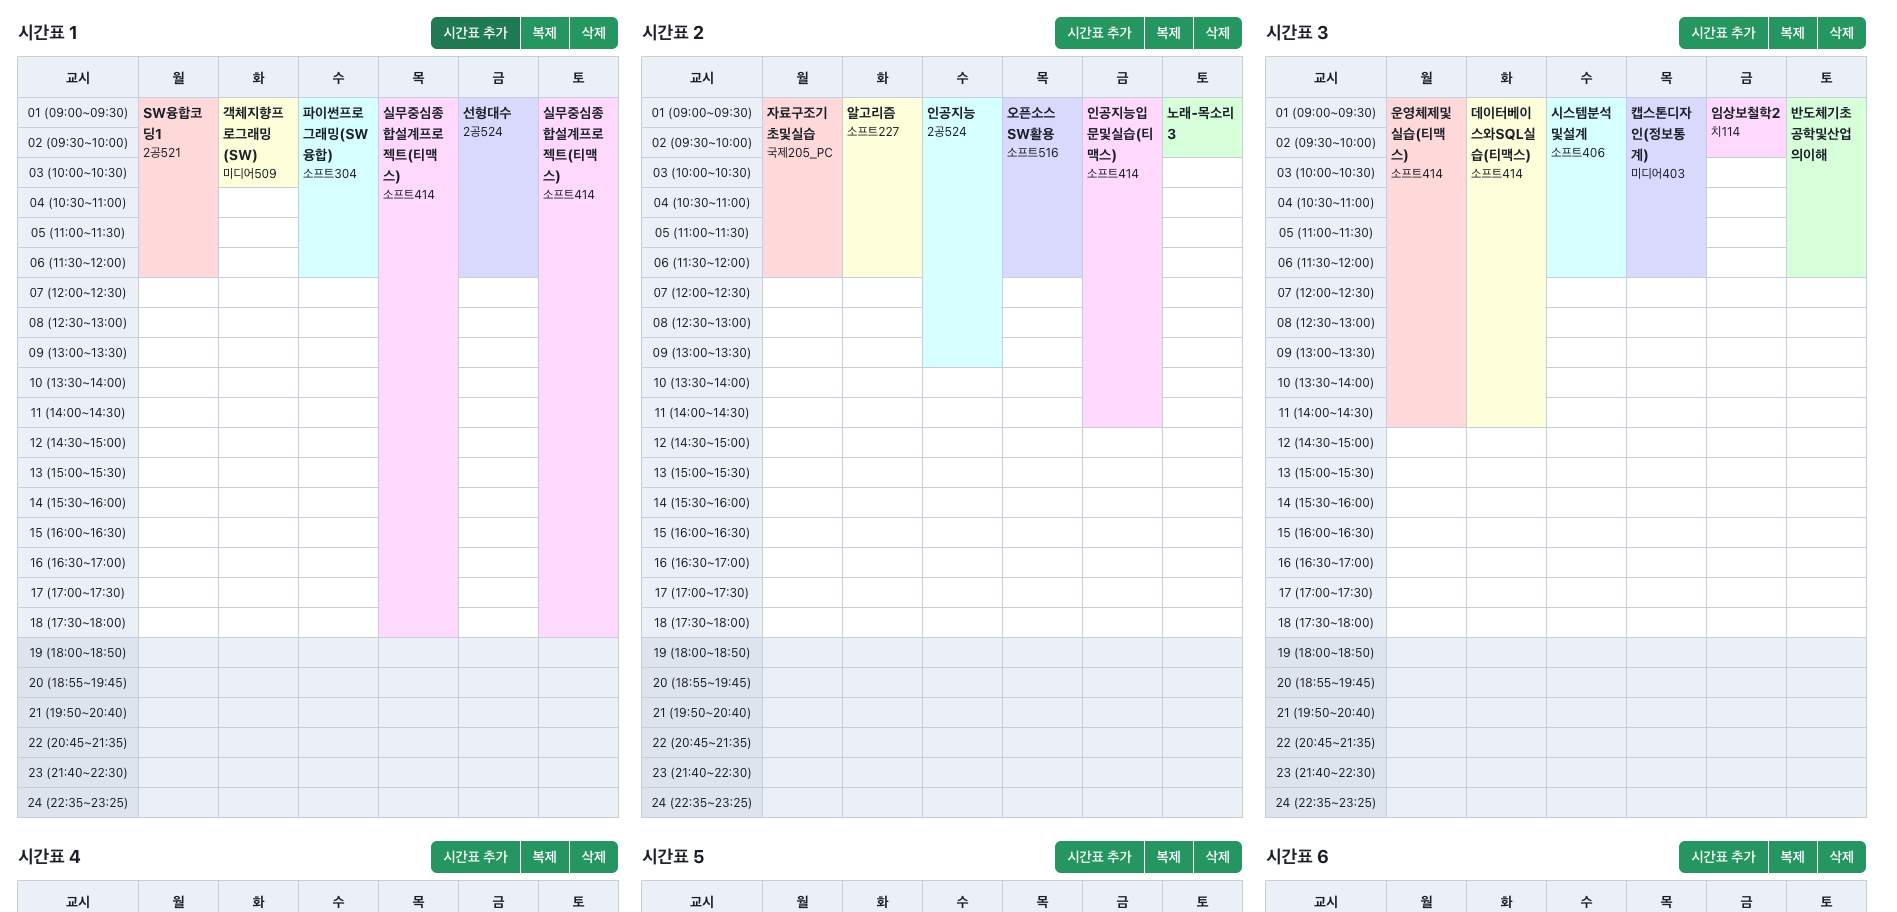 시간표 1
시간표 추가 복제 삭제
교시 월 화 수 목 금 토
01 (09:00~09:30)
02 (09:30~10:00)
03 (10:00~10:30)
04 (10:30~11:00)
05 (11:00~11:30)
06 (11:30~12:00)
07 (12:00~12:30)
08 (12:30~13:00)
09 (13:00~13:30)
10 (13:30~14:00)
11 (14:00~14:30)
12 (14:30~15:00)
13 (15:00~15:30)
14 (15:30~16:00)
15 (16:00~16:30)
16 (16:30~17:00)
17 (17:00~17:30)
18 (17:30~18:00)
19 (18:00~18:50)
20 (18:55~19:45)
21 (19:50~20:40)
22 (20:45~21:35)
23 (21:40~22:30)
24 (22:35~23:25)
SW융합코
딩1
2공521
객체지향프
로그래밍
(SW)
미디어509
파이썬프로
그래밍(SW
융합)
소프트304
실무중심종
합설계프로
젝트(티맥
스)
소프트414
선형대수
2공524
실무중심종
합설계프로
젝트(티맥
스)
소프트414
시간표 2
시간표 추가 복제 삭제
교시 월 화 수 목 금 토
01 (09:00~09:30)
02 (09:30~10:00)
03 (10:00~10:30)
04 (10:30~11:00)
05 (11:00~11:30)
06 (11:30~12:00)
07 (12:00~12:30)
08 (12:30~13:00)
09 (13:00~13:30)
10 (13:30~14:00)
11 (14:00~14:30)
12 (14:30~15:00)
13 (15:00~15:30)
14 (15:30~16:00)
15 (16:00~16:30)
16 (16:30~17:00)
17 (17:00~17:30)
18 (17:30~18:00)
19 (18:00~18:50)
20 (18:55~19:45)
21 (19:50~20:40)
22 (20:45~21:35)
23 (21:40~22:30)
24 (22:35~23:25)
자료구조기
초및실습
국제205_PC
알고리즘
소프트227
인공지능
2공524
오픈소스
SW활용
소프트516
인공지능입
문및실습(티
맥스)
소프트414
노래-목소리
3
시간표 3
시간표 추가 복제 삭제
교시 월 화 수 목 금 토
01 (09:00~09:30)
02 (09:30~10:00)
03 (10:00~10:30)
04 (10:30~11:00)
05 (11:00~11:30)
06 (11:30~12:00)
07 (12:00~12:30)
08 (12:30~13:00)
09 (13:00~13:30)
10 (13:30~14:00)
11 (14:00~14:30)
12 (14:30~15:00)
13 (15:00~15:30)
14 (15:30~16:00)
15 (16:00~16:30)
16 (16:30~17:00)
17 (17:00~17:30)
18 (17:30~18:00)
19 (18:00~18:50)
20 (18:55~19:45)
21 (19:50~20:40)
22 (20:45~21:35)
23 (21:40~22:30)
24 (22:35~23:25)
운영체제및
실습(티맥
스)
소프트414
데이터베이
스와SQL실
습(티맥스)
소프트414
시스템분석
및설계
소프트406
캡스톤디자
인(정보통
계)
미디어403
임상보철학2
치114
반도체기초
공학및산업
의이해
시간표 4
시간표 추가 복제 삭제
교시 월 화 수 목 금 토
시간표 5
시간표 추가 복제 삭제
교시 월 화 수 목 금 토
시간표 6
시간표 추가 복제 삭제
교시 월 화 수 목 금 토